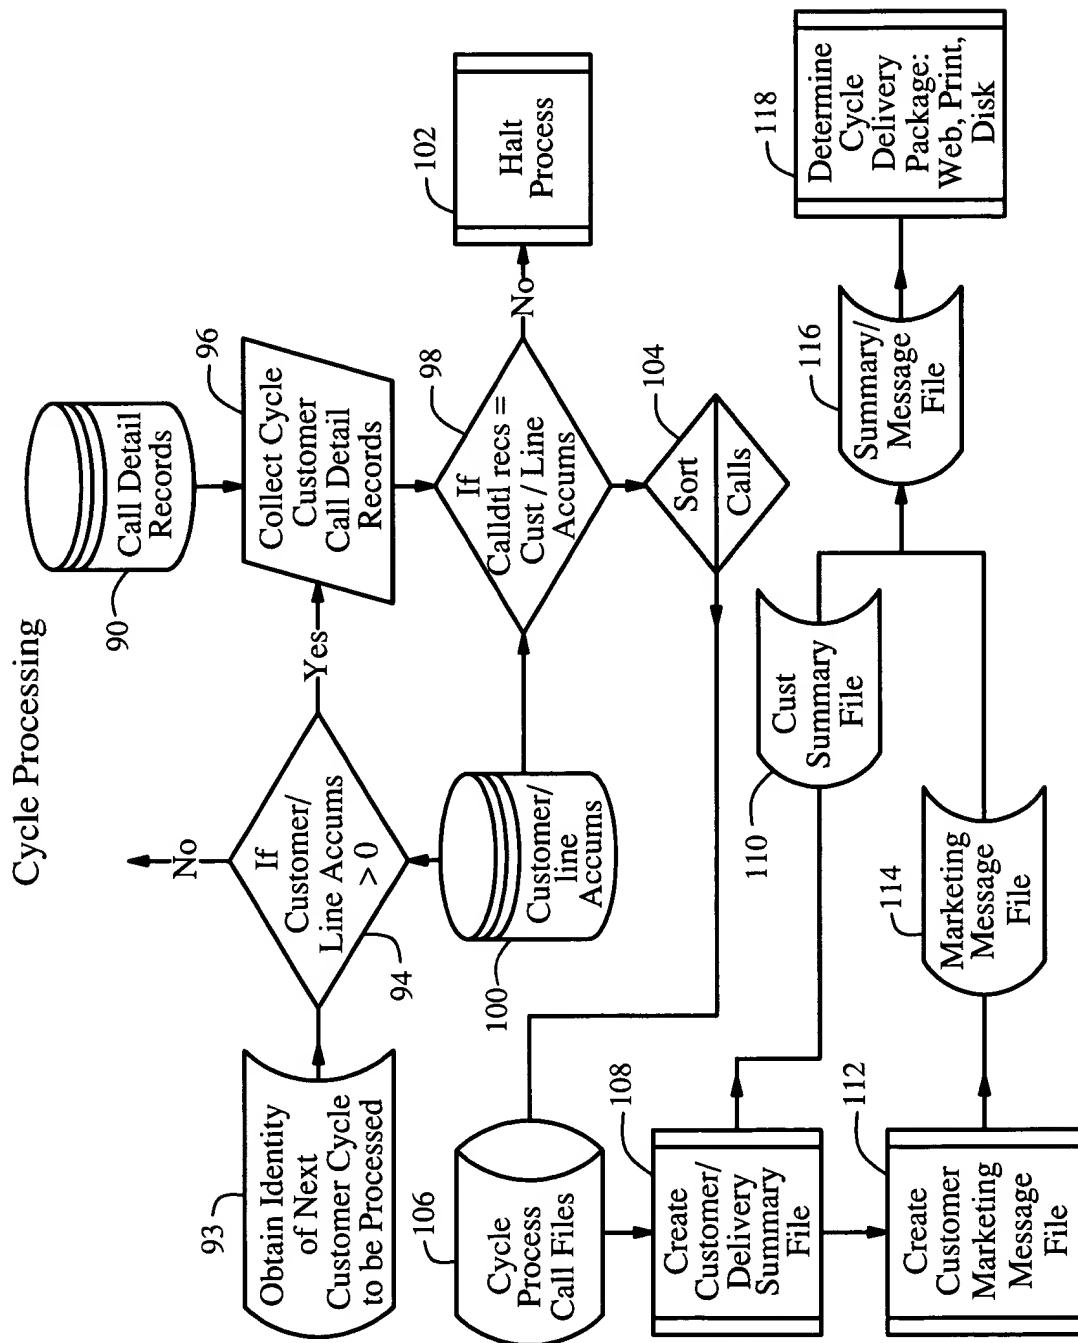 Cycle Processing
93
Obtain Identity
of Next
Customer Cycle
to be Processed
No
If
Customer/
Line Accums
> 0
94
Yes
90
Call Detail
Records
96
Collect Cycle
Customer
Call Detail
Records
100
Customer/
line
Accums
98
If
Calldtl recs =
Cust / Line
Accums
No
102
Halt
Process
104
Sort
Calls
106
Cycle
Process
Call Files
108
Create
Customer/
Delivery
Summary
File
110
Cust
Summary
File
112
Create
Customer
Marketing
Message
File
114
Marketing
Message
File
116
Summary/
Message
File
118
Determine
Cycle
Delivery
Package:
Web, Print,
Disk